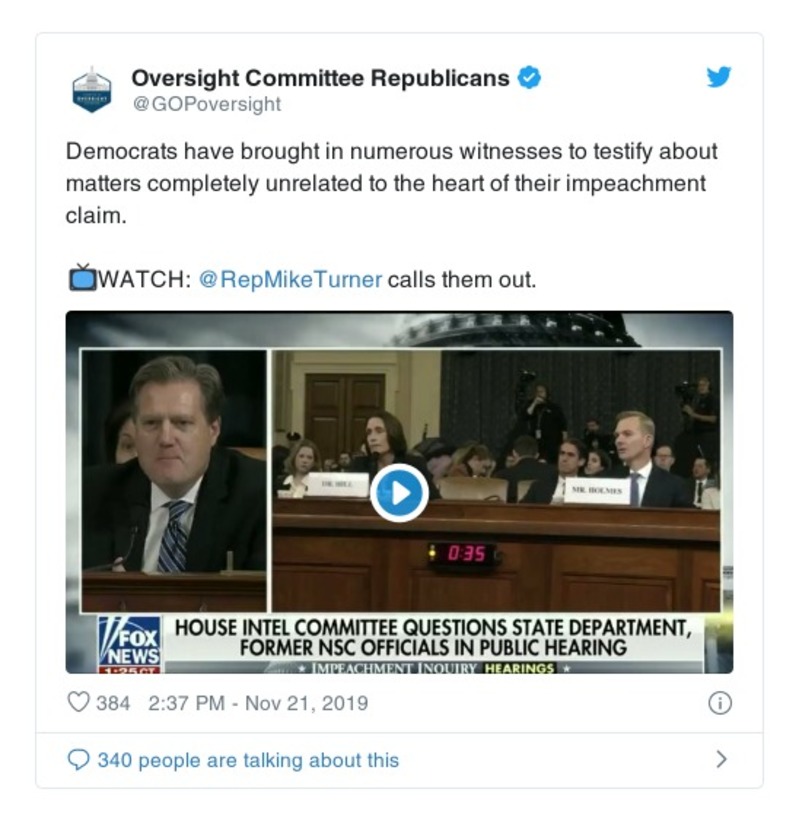 Oversight Committee Republicans
@GOPoversight
Democrats have brought in numerous witnesses to testify about
matters completely unrelated to the heart of their impeachment
claim.
WATCH: @RepMikeTurner calls them out.
DR. HILL
MR. HOLMES
0:35
FOX
NEWS
HOUSE INTEL COMMITTEE QUESTIONS STATE DEPARTMENT,
FORMER NSC OFFICIALS IN PUBLIC HEARING
1:25 CT
IMPEACHMENT INQUIRY HEARINGS
384 2:37 PM - Nov 21, 2019
340 people are talking about this